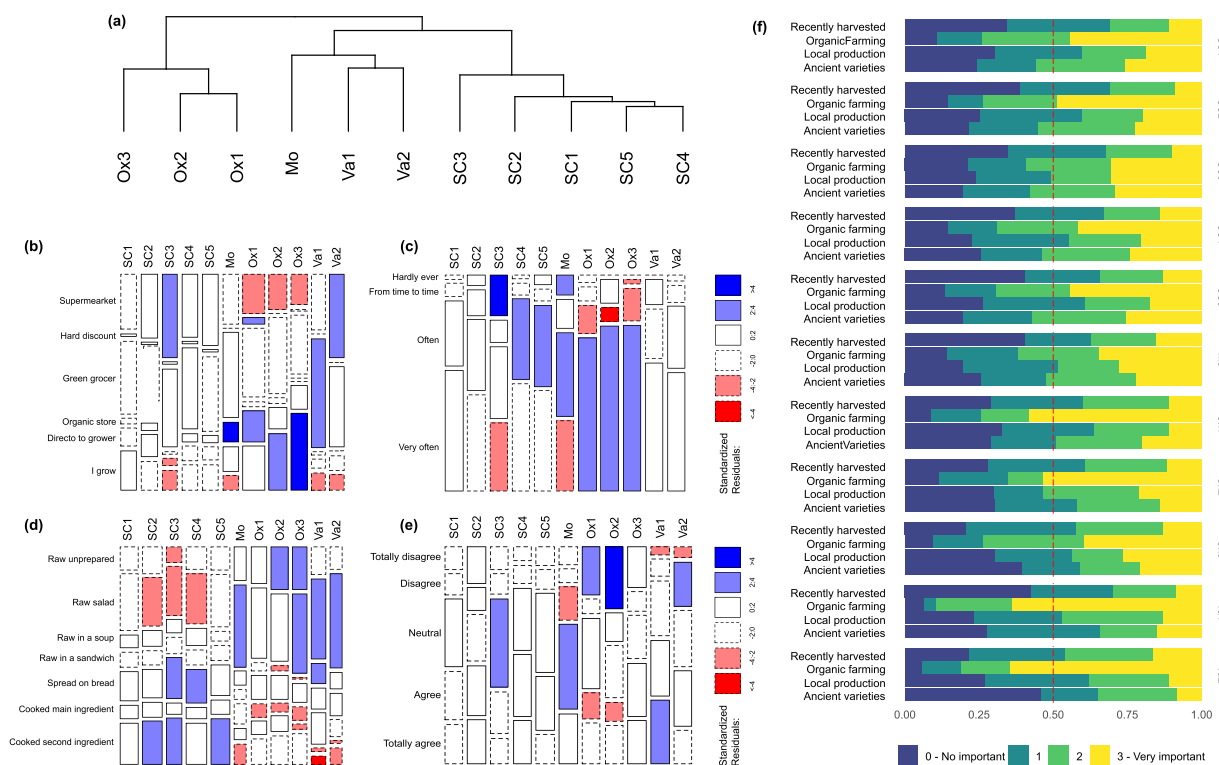 (a)
Ox3
Ox2
Ox1
Mo
Va1
Va2
SC3
SC2
SC1
SC5
SC4
(b)
SC1
SC2
SC3
SC4
SC5
Mo
Ox1
Ox2
Ox3
Va1
Va2
Supermarket
Hard discount
Green grocer
Organic store
Directo to grower
I grow
(c)
SC1
SC2
SC3
SC4
SC5
Mo
Ox1
Ox2
Ox3
Va1
Va2
Hardly ever
From time to time
Often
Very often
>4
2:4
0:2
-2:0
-4:-2
<-4
Standardized
Residuals:
(d)
SC1
SC2
SC3
SC4
SC5
Mo
Ox1
Ox2
Ox3
Va1
Va2
Raw unprepared
Raw salad
Raw in a soup
Raw in a sandwich
Spread on bread
Cooked main ingredient
Cooked second ingredient
(e)
SC1
SC2
SC3
SC4
SC5
Mo
Ox1
Ox2
Ox3
Va1
Va2
Totally disagree
Disagree
Neutral
Agree
Totally agree
>4
2:4
0:2
-2:0
-4:-2
<-4
Standardized
Residuals:
(f)
Recently harvested
OrganicFarming
Local production
Ancient varieties
Recently harvested
Organic farming
Local production
Ancient varieties
Recently harvested
Organic farming
Local production
Ancient varieties
Recently harvested
Organic farming
Local production
Ancient varieties
Recently harvested
Organic farming
Local production
Ancient varieties
Recently harvested
Organic farming
Local production
Ancient varieties
Recently harvested
Organic farming
Local production
AncientVarieties
Recently harvested
Organic farming
Local production
Ancient varieties
Recently harvested
Organic farming
Local production
Ancient varieties
Recently harvested
Organic farming
Local production
Ancient varieties
Recently harvested
Organic farming
Local production
Ancient varieties
0.00 0.25 0.50 0.75 1.00
0 - No important 1 2 3 - Very important